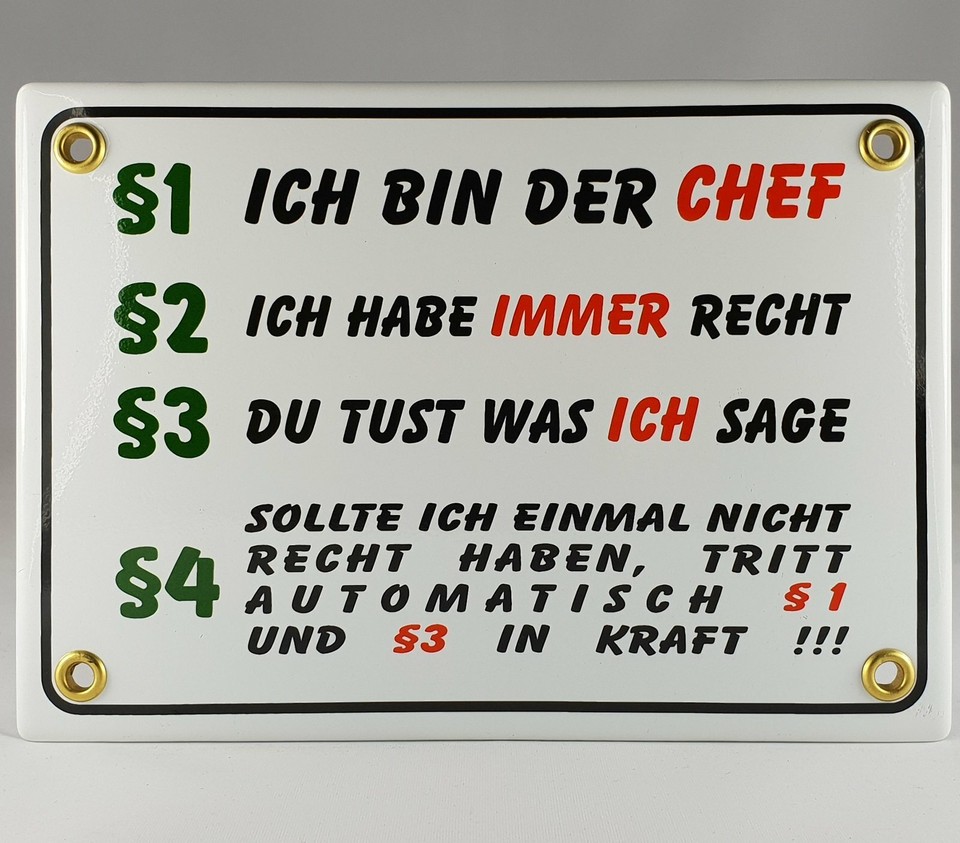 §1 ICH BIN DER CHEF
§2 ICH HABE IMMER RECHT
§3 DU TUST WAS ICH SAGE
SOLLTE ICH EINMAL NICHT
RECHT HABEN, TRITT
§4 AUTOMATISCH § 1
UND §3 IN KRAFT !!!